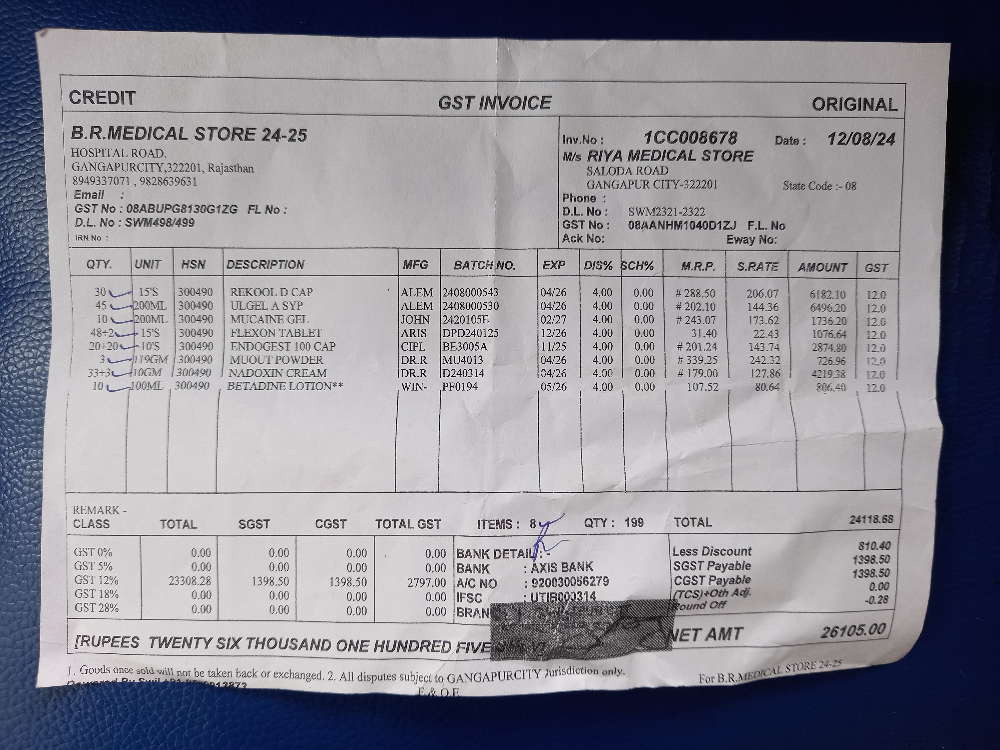 CREDIT GST INVOICE ORIGINAL
B.R.MEDICAL STORE 24-25
HOSPITAL ROAD.
GANGAPURCITY,322201, Rajasthan
8949337071 , 9828639631
Email :
GST No : 08ABUPG8130G1ZG FL No :
D.L. No : SWM498/499
IRN No :
Inv.No : 1CC008678 Date : 12/08/24
M/s RIYA MEDICAL STORE
SALODA ROAD
GANGAPUR CITY-322201 State Code :- 08
Phone :
D.L. No : SWM2321-2322
GST No: 08AANHM1040D1ZJ F.L. No
Ack No: Eway No:
QTY. UNIT HSN DESCRIPTION MFG BATCH NO. EXP DIS% SCH% M.R.P. S.RATE AMOUNT GST
30 15'S 300490 REKOOL D CAP ALEM 2408000543 04/26 4.00 0.00 # 288.50 206.07 6182.10 12.0
45 200ML 300490 ULGEL A SYP ALEM 2408000530 04/26 4.00 0.00 # 202.10 144.36 6496.20 12.0
10 200ML 300490 MUCAINE GEL JOHN 2420105F 02/27 4.00 0.00 # 243.07 173.62 1736.20 12.0
48+2 15'S 300490 FLEXON TABLET ARIS DPD240125 12/26 4.00 0.00 31.40 22.43 1076.64 12.0
20+20 10'S 300490 ENDOGEST 100 CAP CIPL BE3005A 11/25 4.00 0.00 # 201.24 143.74 2874.80 12.0
3 119GM 300490 MUOUT POWDER DR.R MU4013 04/26 4.00 0.00 # 339.25 242.32 726.96 12.0
33+3 10GM 300490 NADOXIN CREAM DR.R D240314 04/26 4.00 0.00 # 179.00 127.86 4219.38 12.0
10 100ML 300490 BETADINE LOTION** WIN- PF0194 05/26 4.00 0.00 107.52 80.64 806.40 12.0
REMARK -
CLASS TOTAL SGST CGST TOTAL GST ITEMS : 8 QTY : 199 TOTAL 24118.68
GST 0% 0.00 0.00 0.00 0.00 BANK DETAIL :- Less Discount 810.40
GST 5% 0.00 0.00 0.00 0.00 BANK : AXIS BANK SGST Payable 1398.50
GST 12% 23308.28 1398.50 1398.50 2797.00 A/C NO : 920030056279 CGST Payable 1398.50
GST 18% 0.00 0.00 0.00 0.00 IFSC : UTIB000314 (TCS)+Oth Adj. 0.00
GST 28% 0.00 0.00 0.00 0.00 BRAN Round Off -0.28
[RUPEES TWENTY SIX THOUSAND ONE HUNDRED FIVE NET AMT 26105.00
1. Goods once sold will not be taken back or exchanged. 2. All disputes subject to GANGAPURCITY Jurisdiction only.
For B.R.MEDICAL STORE 24-25
E & O E